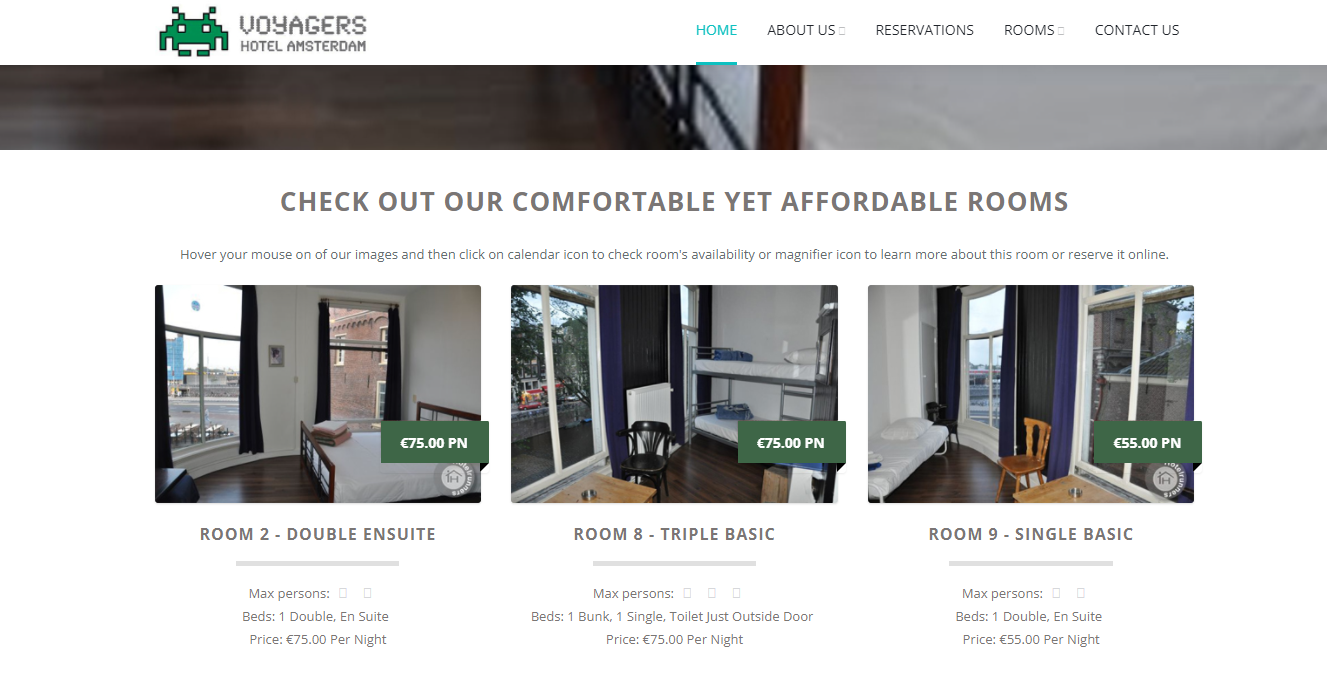 VOYAGERS
HOTEL AMSTERDAM
HOME ABOUT US RESERVATIONS ROOMS CONTACT US
CHECK OUT OUR COMFORTABLE YET AFFORDABLE ROOMS
Hover your mouse on of our images and then click on calendar icon to check room's availability or magnifier icon to learn more about this room or reserve it online.
€75.00 PN
€75.00 PN
€55.00 PN
ROOM 2 - DOUBLE ENSUITE
Max persons:
Beds: 1 Double, En Suite
Price: €75.00 Per Night
ROOM 8 - TRIPLE BASIC
Max persons:
Beds: 1 Bunk, 1 Single, Toilet Just Outside Door
Price: €75.00 Per Night
ROOM 9 - SINGLE BASIC
Max persons:
Beds: 1 Double, En Suite
Price: €55.00 Per Night